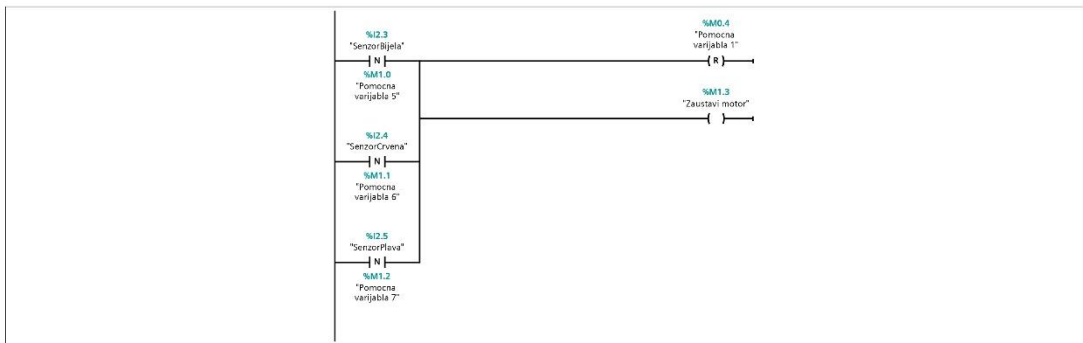 %I2.3
"SenzorBijela"
N
%M1.0
"Pomocna
varijabla 5"
%M0.4
"Pomocna
varijabla 1"
R
%M1.3
"Zaustavi motor"
%I2.4
"SenzorCrvena"
N
%M1.1
"Pomocna
varijabla 6"
%I2.5
"SenzorPlava"
N
%M1.2
"Pomocna
varijabla 7"